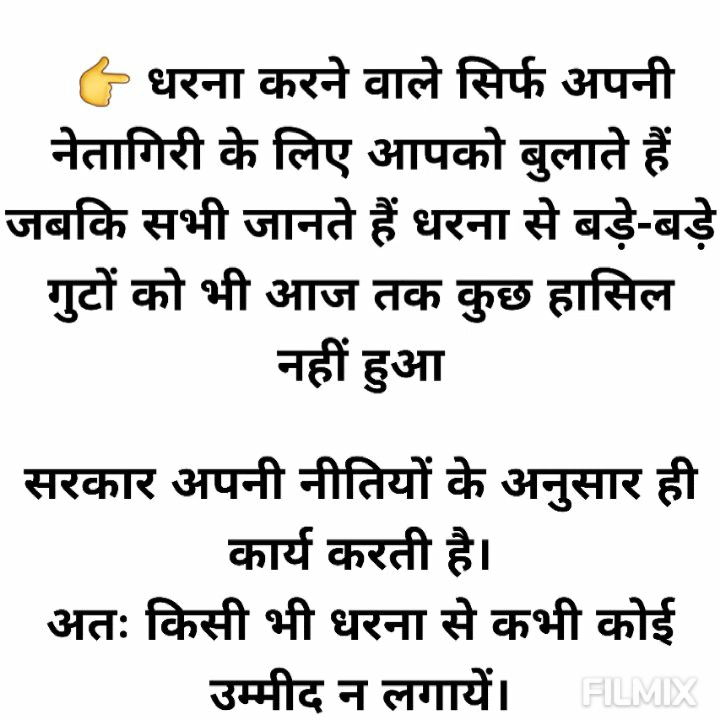 👉 धरना करने वाले सिर्फ अपनी
नेतागिरी के लिए आपको बुलाते हैं
जबकि सभी जानते हैं धरना से बड़े-बड़े
गुटों को भी आज तक कुछ हासिल
नहीं हुआ
सरकार अपनी नीतियों के अनुसार ही
कार्य करती है।
अतः किसी भी धरना से कभी कोई
उम्मीद न लगायें।
FILMIX